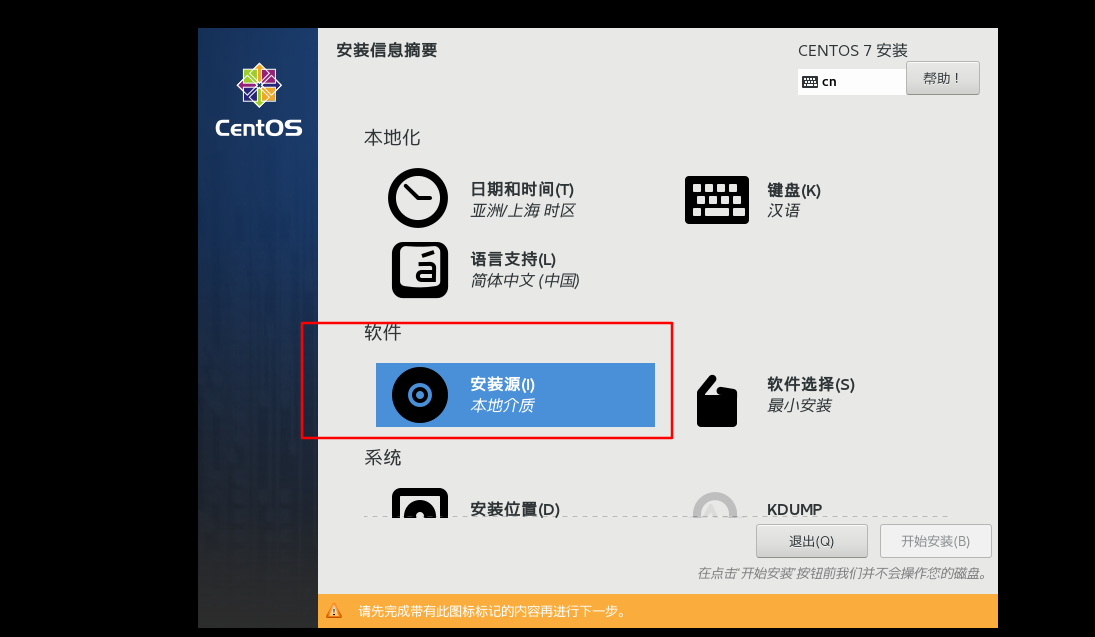 安装信息摘要
CENTOS 7 安装
cn
帮助！
CentOS
本地化
日期和时间(T)
亚洲/上海 时区
键盘(K)
汉语
语言支持(L)
简体中文 (中国)
软件
安装源(I)
本地介质
软件选择(S)
最小安装
系统
安装位置(D)
KDUMP
退出(Q)
开始安装(B)
在点击"开始安装"按钮前我们并不会操作您的磁盘。
请先完成带有此图标标记的内容再进行下一步。